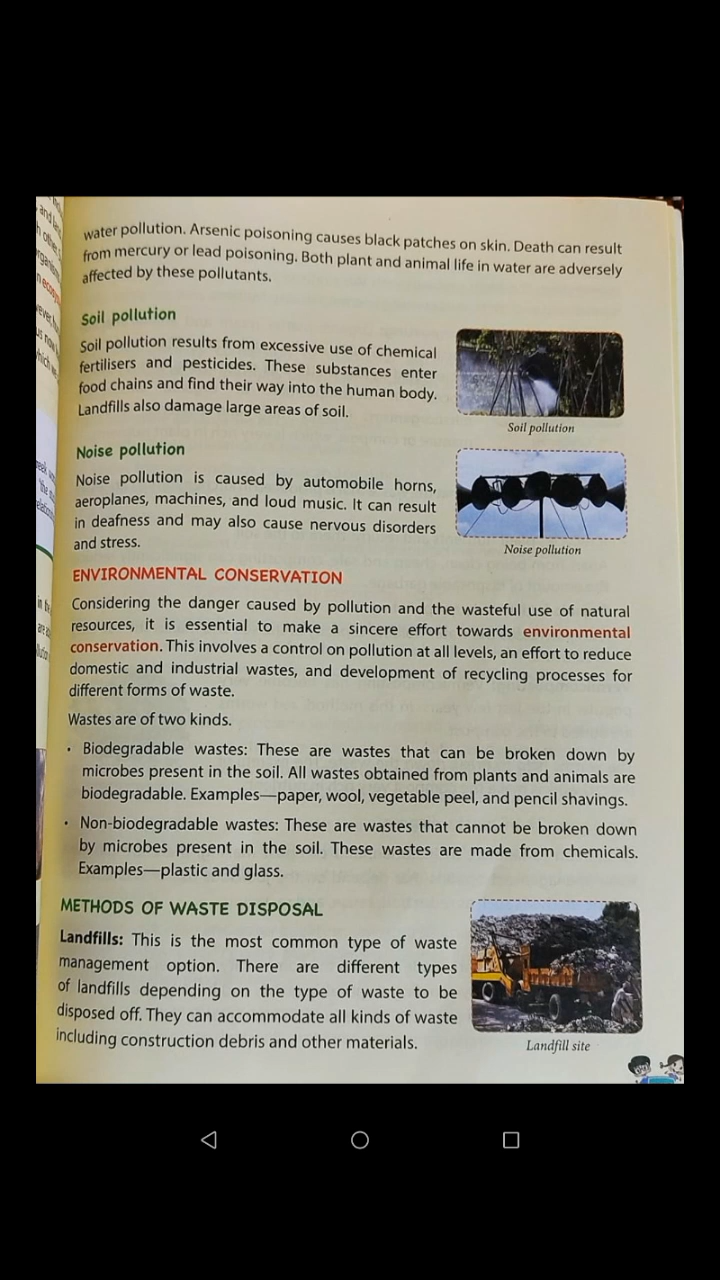 water pollution. Arsenic poisoning causes black patches on skin. Death can result
from mercury or lead poisoning. Both plant and animal life in water are adversely
affected by these pollutants.
Soil pollution
Soil pollution results from excessive use of chemical
fertilisers and pesticides. These substances enter
food chains and find their way into the human body.
Landfills also damage large areas of soil.
Soil pollution
Noise pollution
Noise pollution is caused by automobile horns,
aeroplanes, machines, and loud music. It can result
in deafness and may also cause nervous disorders
and stress.
Noise pollution
ENVIRONMENTAL CONSERVATION
Considering the danger caused by pollution and the wasteful use of natural
resources, it is essential to make a sincere effort towards environmental
conservation. This involves a control on pollution at all levels, an effort to reduce
domestic and industrial wastes, and development of recycling processes for
different forms of waste.
Wastes are of two kinds.
• Biodegradable wastes: These are wastes that can be broken down by
microbes present in the soil. All wastes obtained from plants and animals are
biodegradable. Examples—paper, wool, vegetable peel, and pencil shavings.
• Non-biodegradable wastes: These are wastes that cannot be broken down
by microbes present in the soil. These wastes are made from chemicals.
Examples—plastic and glass.
METHODS OF WASTE DISPOSAL
Landfills: This is the most common type of waste
management option. There are different types
of landfills depending on the type of waste to be
disposed off. They can accommodate all kinds of waste
including construction debris and other materials.
Landfill site